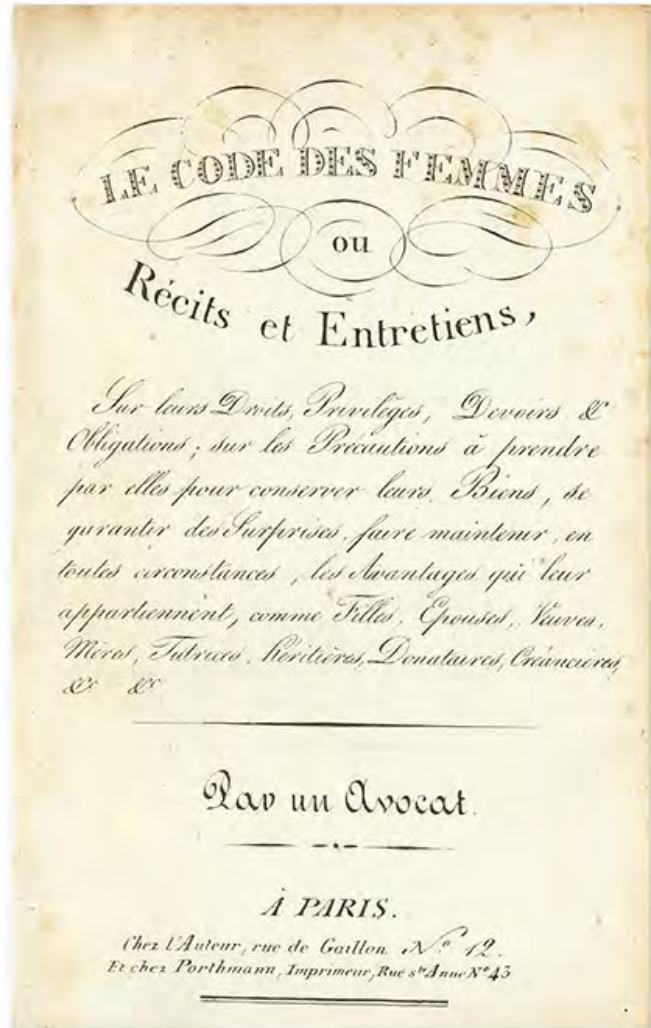 LE CODE DES FEMMES
ou
Récits et Entretiens,
Sur leurs Droits, Privilèges, Devoirs &
Obligations; sur les Précautions à prendre
par elles pour conserver leurs Biens, se
garantir des Surprises, faire maintenir, en
toutes circonstances, les Avantages qui leur
appartiennent, comme Filles, Epouses, Veuves,
Mères, Tutrices, héritières, Donataires, Créancières,
&c &c
Par un Avocat.
À PARIS.
Chez l'Auteur, rue de Gaillon N.º 12.
Et chez Porthmann, Imprimeur, Rue s.te Anne N.º 43